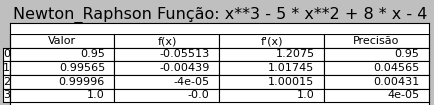 Newton_Raphson Função: x**3 - 5 * x**2 + 8 * x - 4
Valor f(x) f'(x) Precisão
0 0.95 -0.05513 1.2075 0.95
1 0.99565 -0.00439 1.01745 0.04565
2 0.99996 -4e-05 1.00015 0.00431
3 1.0 -0.0 1.0 4e-05